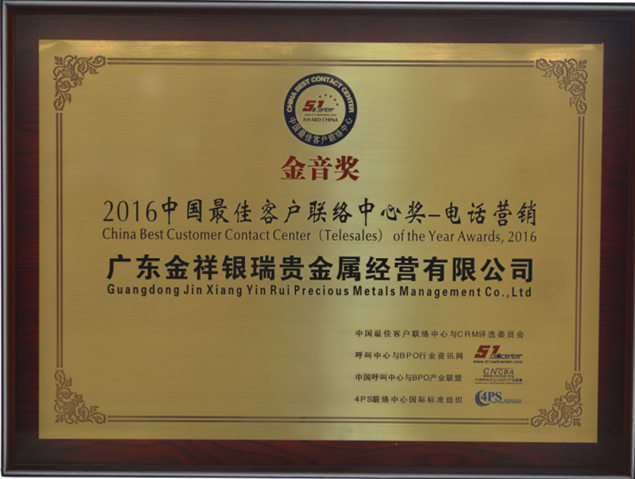 CHINA BEST CONTACT CENTER
51callcenter
AWARD CHINA
中国最佳客户联络中心
金音奖
2016中国最佳客户联络中心奖-电话营销
China Best Customer Contact Center (Telesales) of the Year Awards, 2016
广东金祥银瑞贵金属经营有限公司
Guangdong Jin Xiang Yin Rui Precious Metals Management Co.,Ltd
中国最佳客户联络中心与CRM评选委员会
呼叫中心与BPO行业资讯网 51callcenter
www.51callcenter.com
中国呼叫中心与BPO产业联盟 CNCBA
4PS联络中心国际标准组织 4PS